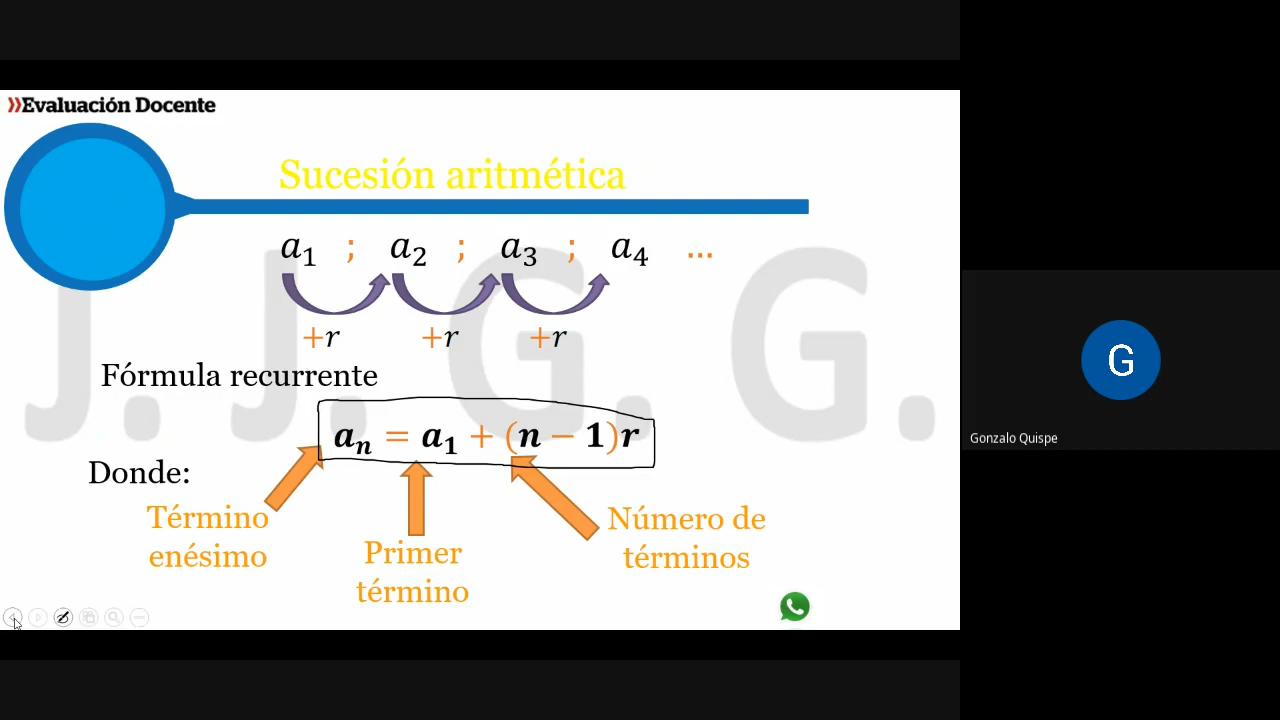 »Evaluación Docente
Sucesión aritmética
a₁ ; a₂ ; a₃ ; a₄ ...
+r +r +r
Fórmula recurrente
aₙ = a₁ + (n − 1)r
Donde:
Término
enésimo
Primer
término
Número de
términos
J. J. G. G.
G
Gonzalo Quispe